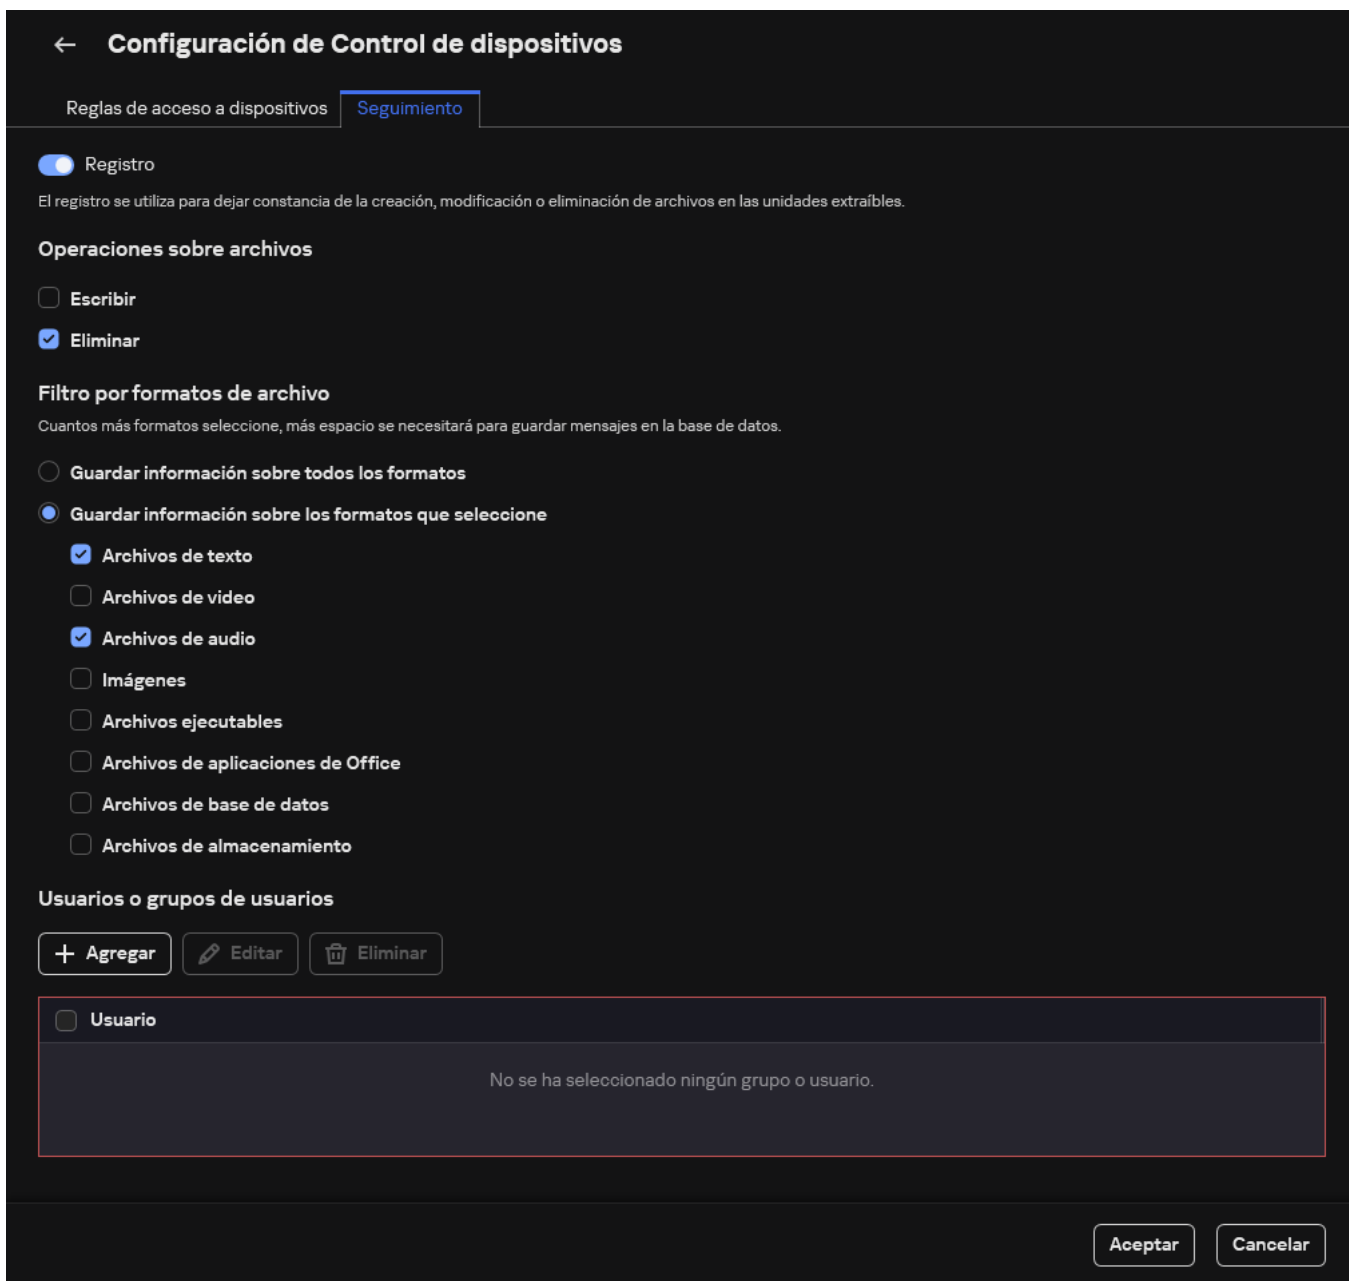 Configuración de Control de dispositivos
Reglas de acceso a dispositivos
Seguimiento
Registro
El registro se utiliza para dejar constancia de la creación, modificación o eliminación de archivos en las unidades extraíbles.
Operaciones sobre archivos
Escribir
Eliminar
Filtro por formatos de archivo
Cuantos más formatos seleccione, más espacio se necesitará para guardar mensajes en la base de datos.
Guardar información sobre todos los formatos
Guardar información sobre los formatos que seleccione
Archivos de texto
Archivos de video
Archivos de audio
Imágenes
Archivos ejecutables
Archivos de aplicaciones de Office
Archivos de base de datos
Archivos de almacenamiento
Usuarios o grupos de usuarios
Agregar
Editar
Eliminar
Usuario
No se ha seleccionado ningún grupo o usuario.
Aceptar
Cancelar